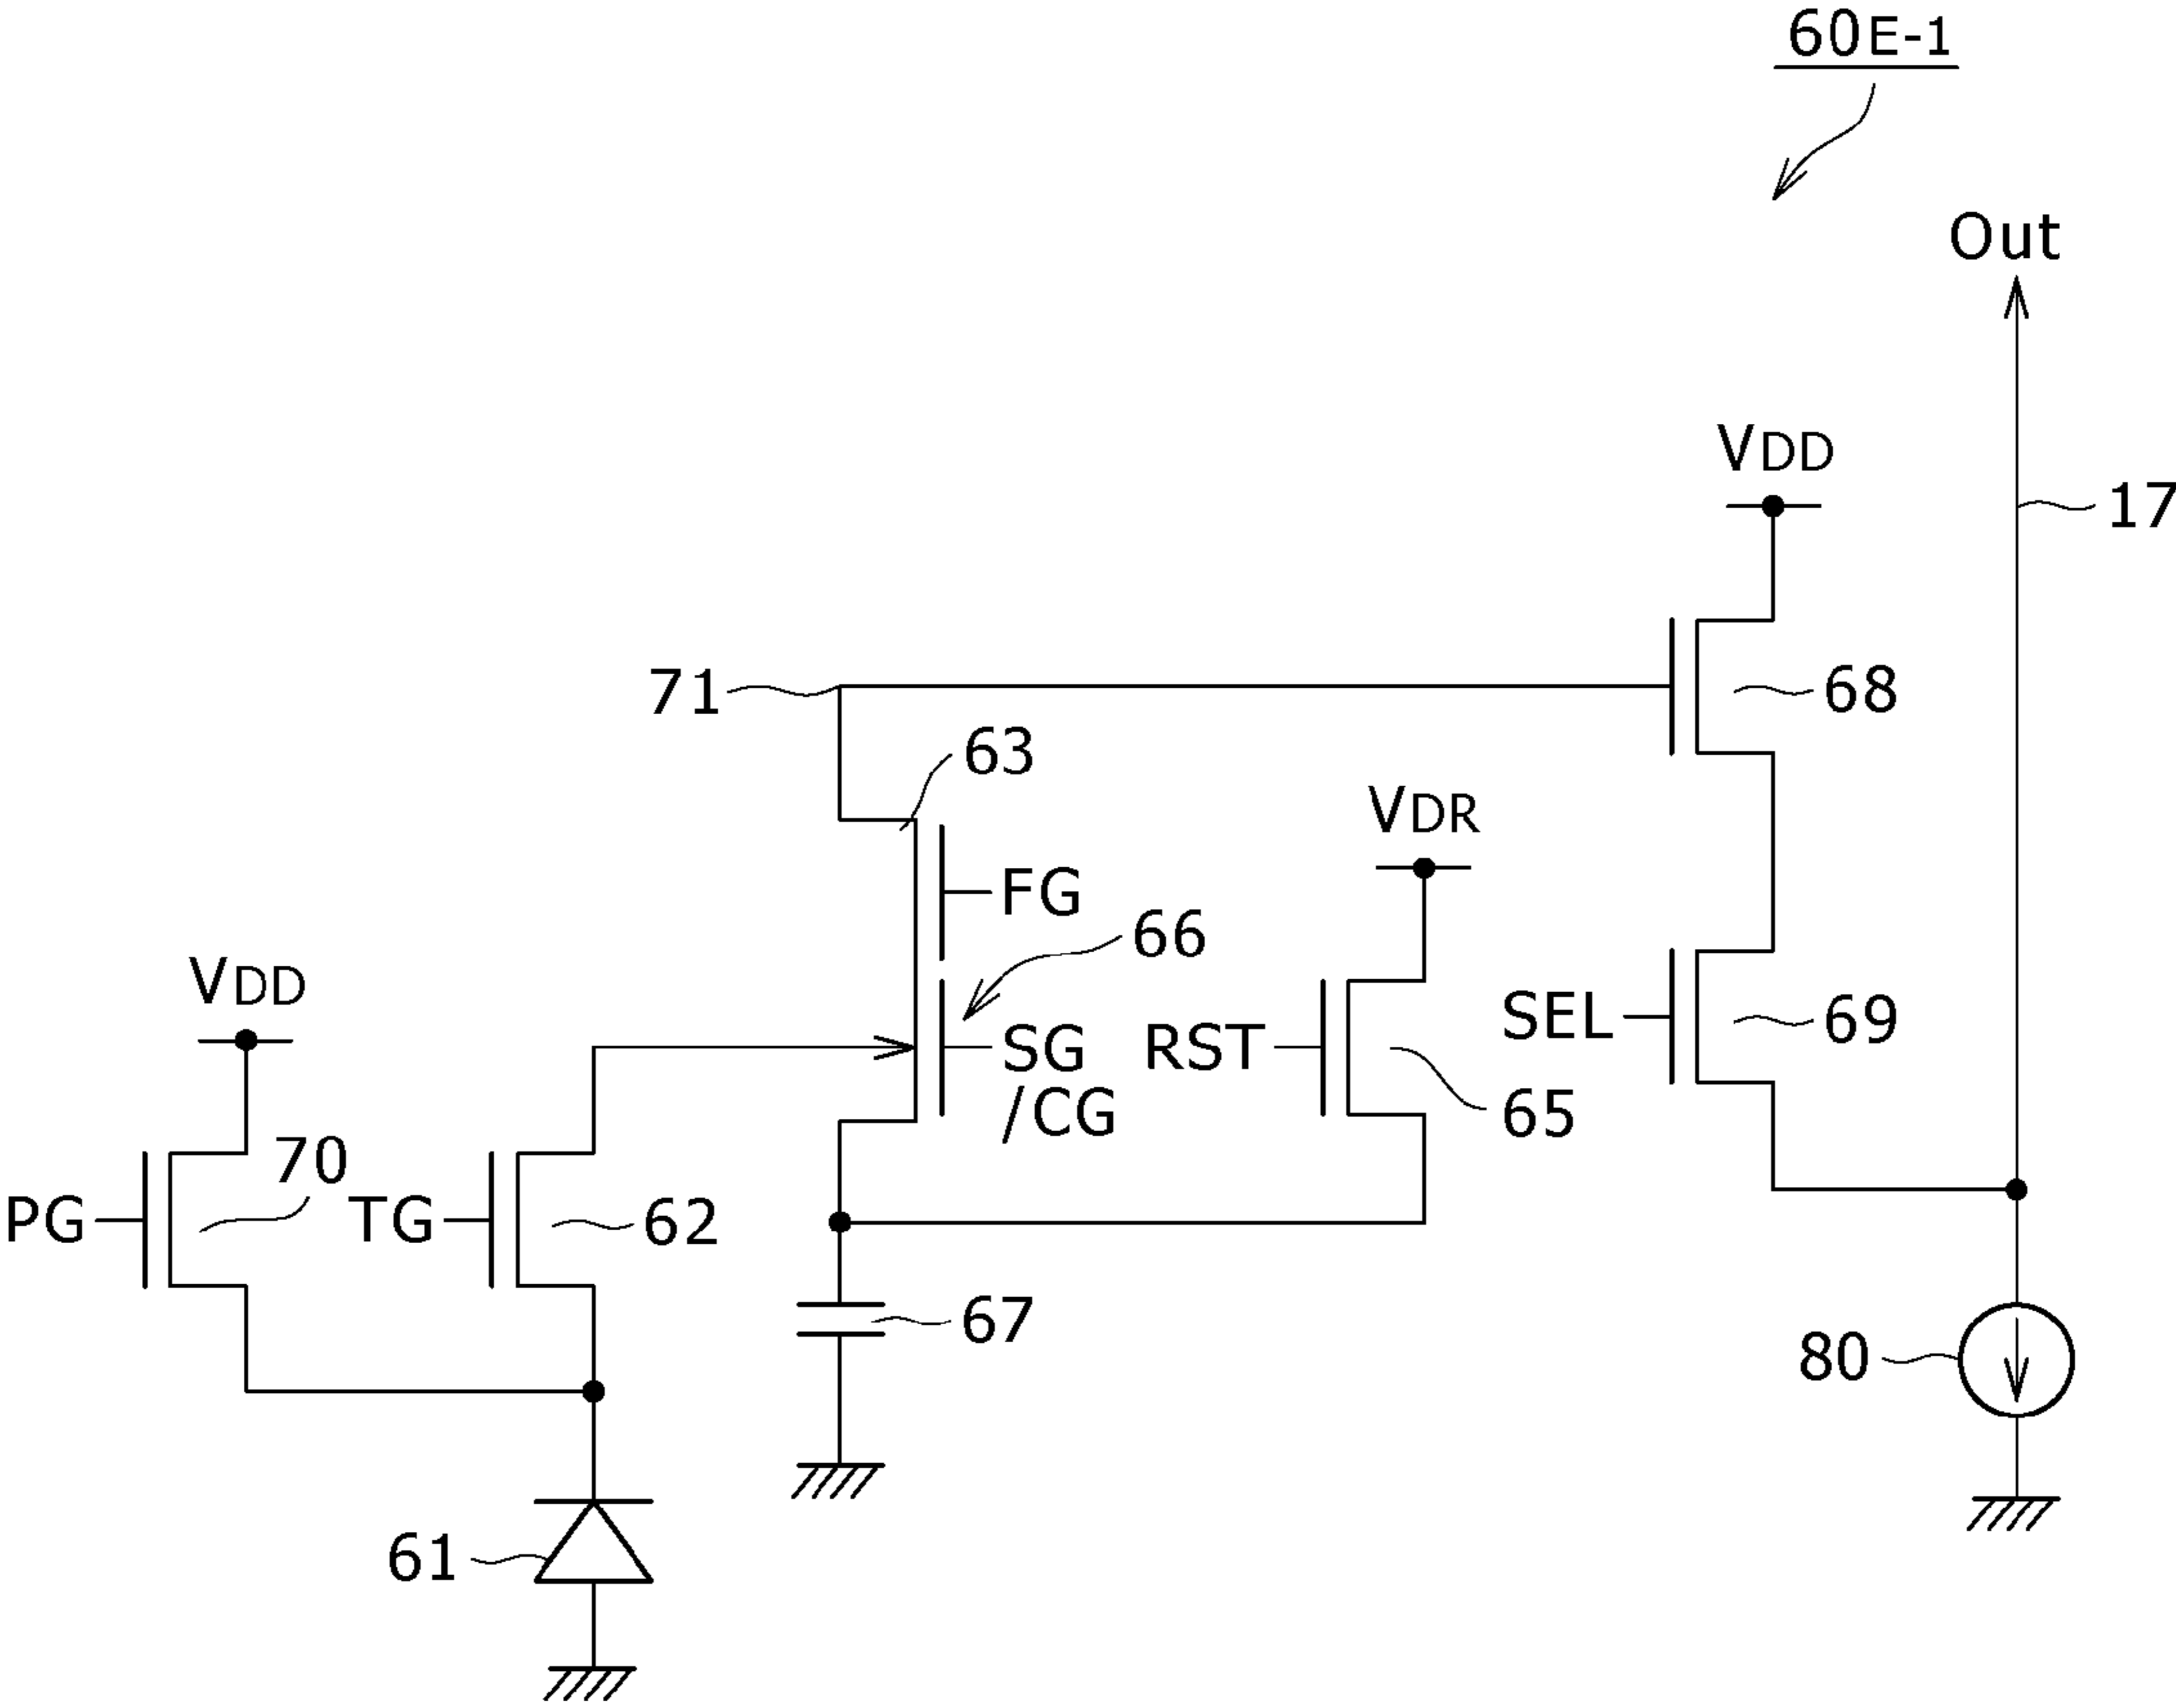 60E-1
Out
VDD
17
71
68
63
VDR
FG
66
VDD
SEL
69
SG
/CG
RST
65
70
PG
TG
62
67
80
61